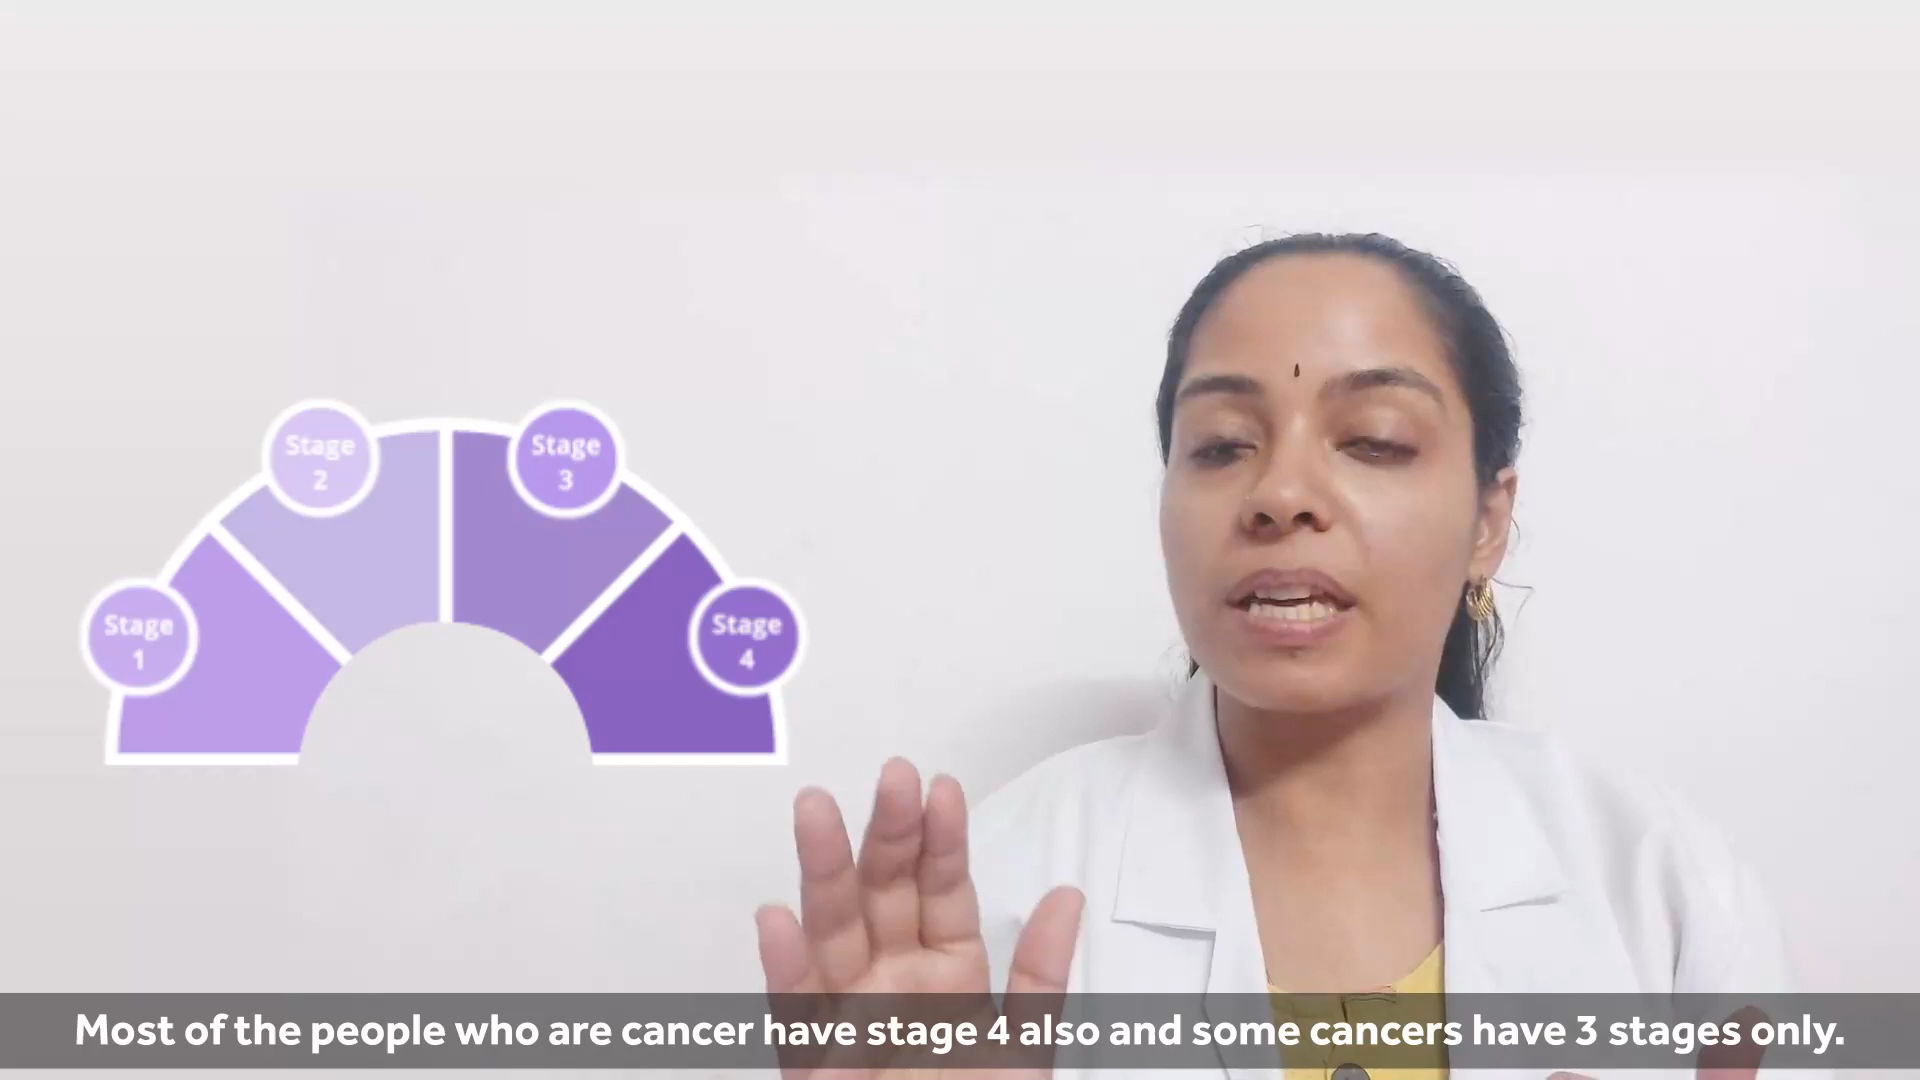 Stage
2
Stage
3
Stage
1
Stage
4
Most of the people who are cancer have stage 4 also and some cancers have 3 stages only.